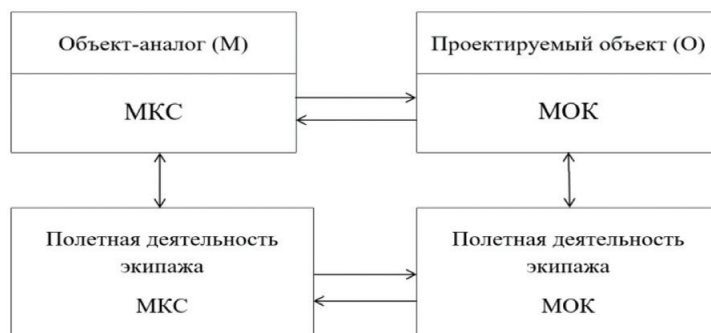 Объект-аналог (М)
Проектируемый объект (О)
МКС
МОК
Полетная деятельность
экипажа
МКС
Полетная деятельность
экипажа
МОК